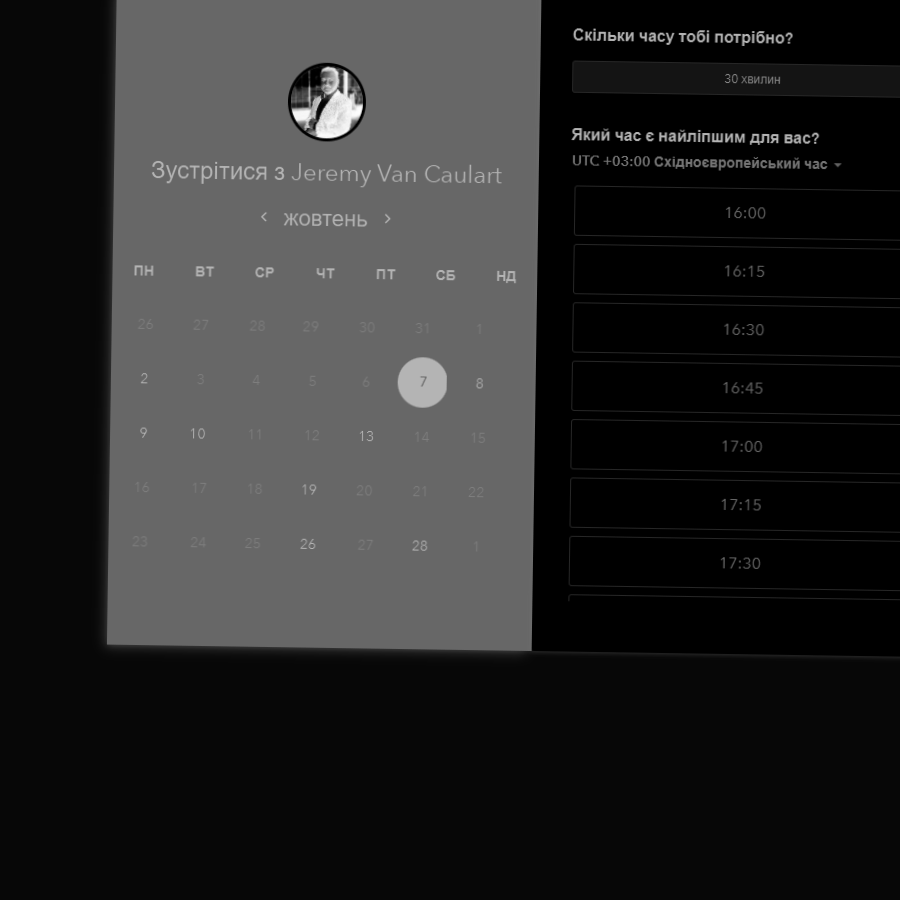 Зустрітися з Jeremy Van Caulart
‹ жовтень ›
ПН ВТ СР ЧТ ПТ СБ НД
26 27 28 29 30 31 1
2 3 4 5 6 7 8
9 10 11 12 13 14 15
16 17 18 19 20 21 22
23 24 25 26 27 28 1
Скільки часу тобі потрібно?
30 хвилин
Який час є найліпшим для вас?
UTC +03:00 Східноєвропейський час
16:00
16:15
16:30
16:45
17:00
17:15
17:30